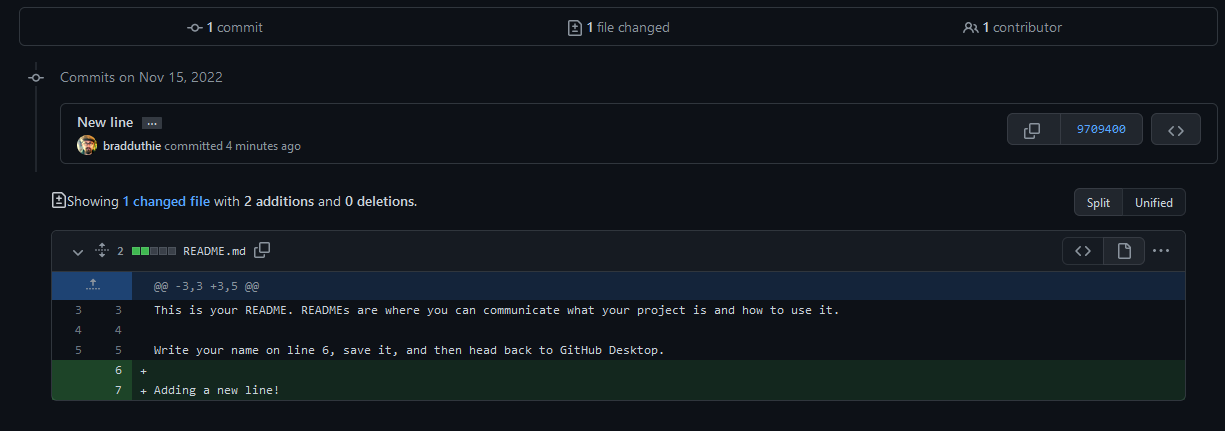 1 commit
1 file changed
1 contributor
Commits on Nov 15, 2022
New line ...
bradduthie committed 4 minutes ago
9709400
Showing 1 changed file with 2 additions and 0 deletions.
Split
Unified
2 README.md
@@ -3,3 +3,5 @@
3 3 This is your README. READMEs are where you can communicate what your project is and how to use it.
4 4
5 5 Write your name on line 6, save it, and then head back to GitHub Desktop.
6 +
7 + Adding a new line!